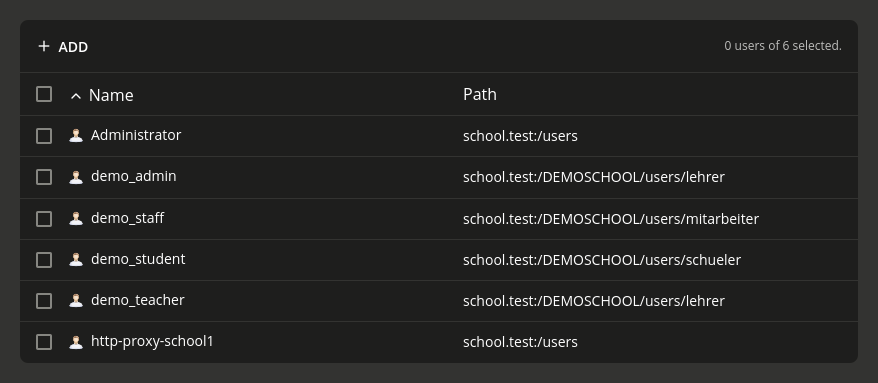 ADD
0 users of 6 selected.
Name Path
Administrator school.test:/users
demo_admin school.test:/DEMOSCHOOL/users/lehrer
demo_staff school.test:/DEMOSCHOOL/users/mitarbeiter
demo_student school.test:/DEMOSCHOOL/users/schueler
demo_teacher school.test:/DEMOSCHOOL/users/lehrer
http-proxy-school1 school.test:/users